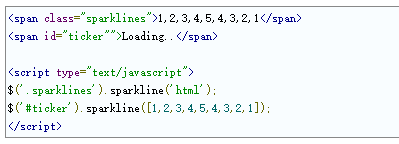 <span class="sparklines">1,2,3,4,5,4,3,2,1</span>
<span id="ticker"">Loading..</span>

<script type="text/javascript">
$('.sparklines').sparkline('html');
$('#ticker').sparkline([1,2,3,4,5,4,3,2,1]);
</script>